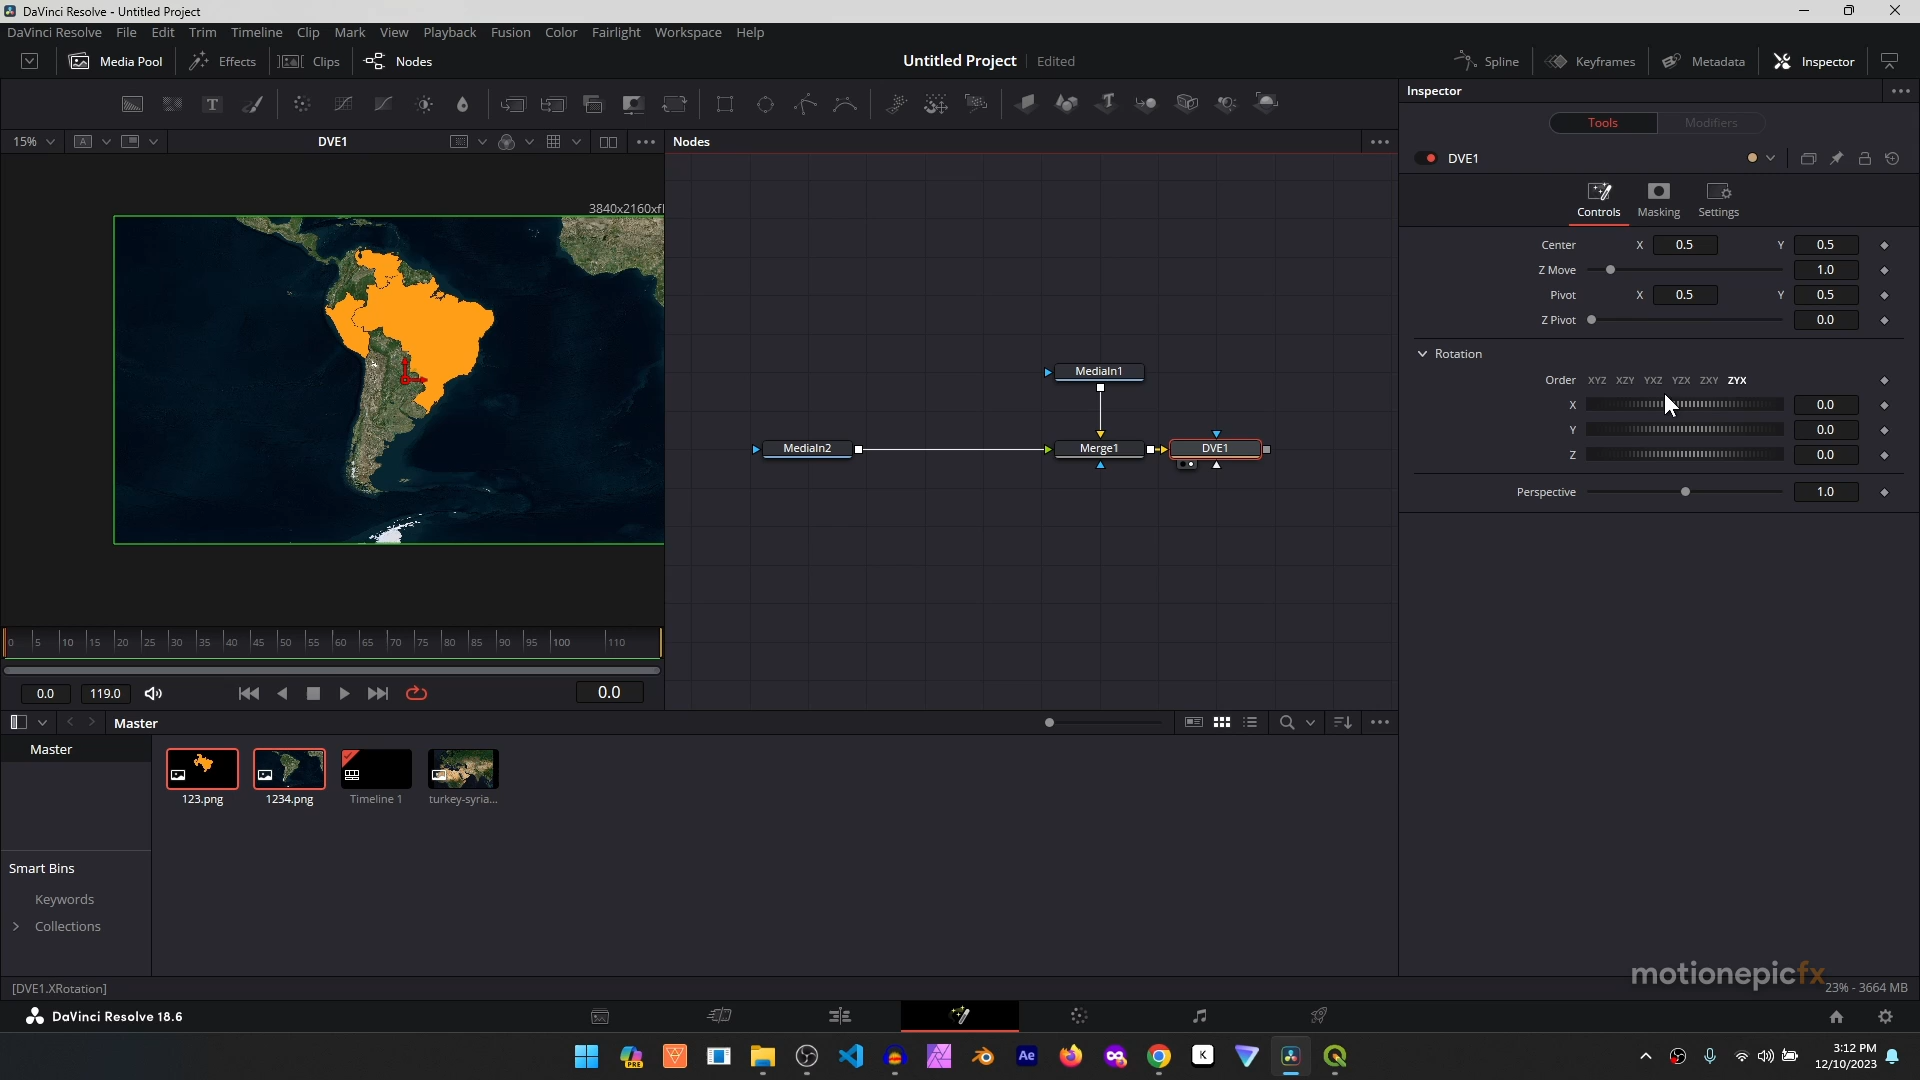 DaVinci Resolve - Untitled Project
DaVinci Resolve File Edit Trim Timeline Clip Mark View Playback Fusion Color Fairlight Workspace Help
Media Pool Effects Clips Nodes Untitled Project Edited Spline Keyframes Metadata Inspector
Inspector
Tools Modifiers
15% A DVE1 Nodes
DVE1
Controls Masking Settings
3840x2160xfl
Center X 0.5 Y 0.5
Z Move 1.0
Pivot X 0.5 Y 0.5
Z Pivot 0.0
Rotation
Order XYZ XZY YXZ YZX ZXY ZYX
X 0.0
Y 0.0
Z 0.0
Perspective 1.0
MediaIn1
MediaIn2 Merge1 DVE1
0 5 10 15 20 25 30 35 40 45 50 55 60 65 70 75 80 85 90 95 100 110
0.0 119.0 0.0
Master
Master
123.png 1234.png Timeline 1 turkey-syria...
Smart Bins
Keywords
Collections
motionepicfx
[DVE1.XRotation] 23% - 3664 MB
DaVinci Resolve 18.6
PRE Ae K
3:12 PM
12/10/2023